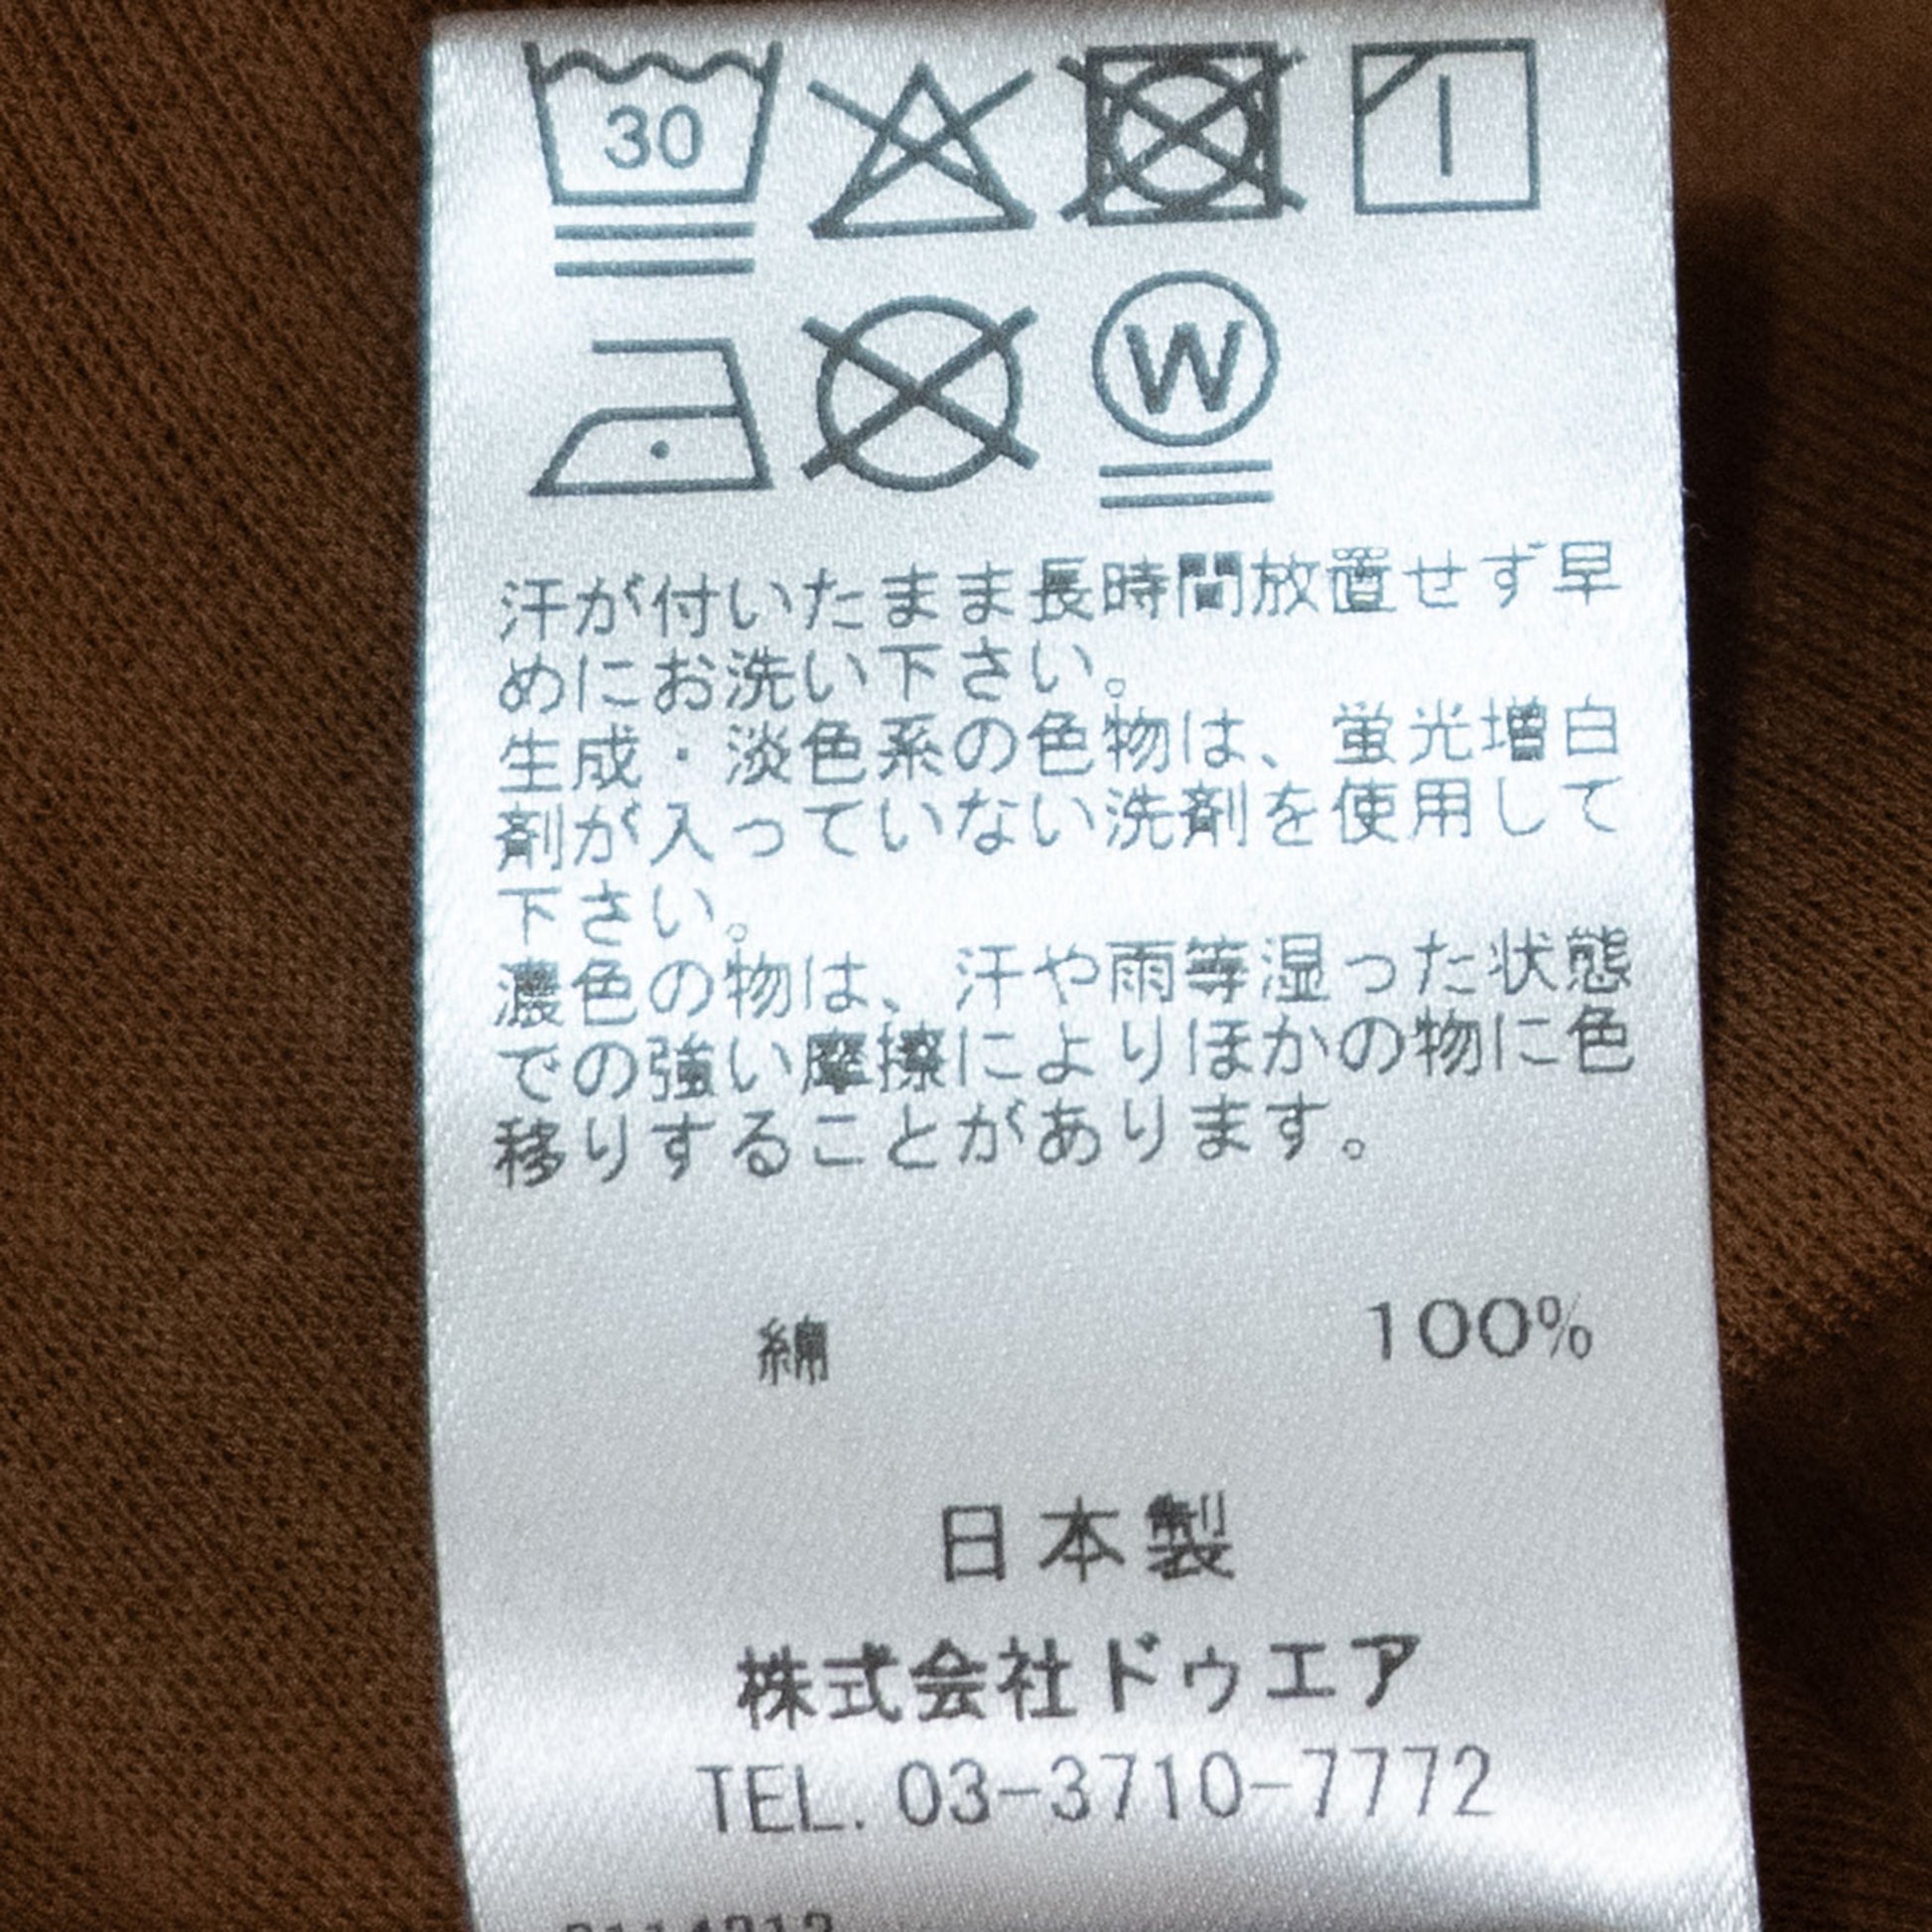 30
W
汗が付いたまま長時間放置せず早
めにお洗い下さい。
生成・淡色系の色物は、蛍光増白
剤が入っていない洗剤を使用して
下さい。
濃色の物は、汗や雨等湿った状態
での強い摩擦によりほかの物に色
移りすることがあります。
綿 100%
日本製
株式会社ドゥエア
TEL. 03-3710-7772